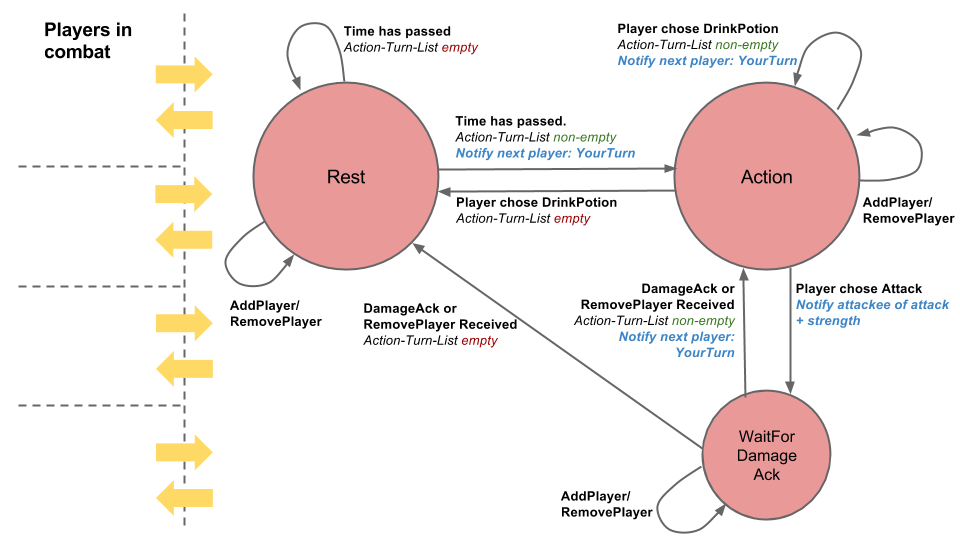 Players in
combat
Time has passed
Action-Turn-List empty
Player chose DrinkPotion
Action-Turn-List non-empty
Notify next player: YourTurn
Time has passed.
Action-Turn-List non-empty
Notify next player: YourTurn
Rest
Action
Player chose DrinkPotion
Action-Turn-List empty
AddPlayer/
RemovePlayer
AddPlayer/
RemovePlayer
DamageAck or
RemovePlayer Received
Action-Turn-List empty
DamageAck or
RemovePlayer Received
Action-Turn-List non-empty
Notify next player:
YourTurn
Player chose Attack
Notify attackee of attack
+ strength
WaitFor
Damage
Ack
AddPlayer/
RemovePlayer